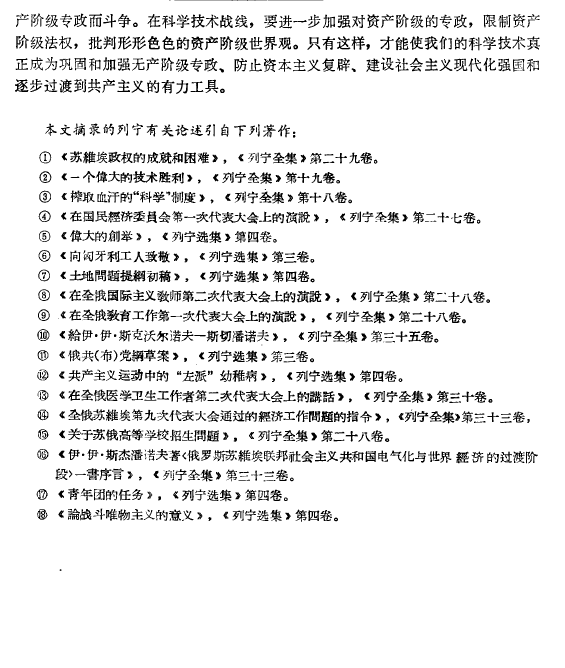 产阶级专政而斗争。在科学技术战线，要进一步加强对资产阶级的专政，限制资产
阶级法权，批判形形色色的资产阶级世界观。只有这样，才能使我们的科学技术真
正成为巩固和加强无产阶级专政、防止资本主义复辟、建设社会主义现代化强国和
逐步过渡到共产主义的有力工具。
本文摘录的列宁有关论述引自下列著作：
① 《苏維埃政权的成就和困难》，《列宁全集》第二十九卷。
② 《一个偉大的技术胜利》，《列宁全集》第十九卷。
③ 《榨取血汗的“科学”制度》，《列宁全集》第十八卷。
④ 《在国民經济委員会第一次代表大会上的演説》，《列宁全集》第二十七卷。
⑤ 《偉大的創举》，《列宁选集》第四卷。
⑥ 《向匈牙利工人致敬》，《列宁选集》第三卷。
⑦ 《土地問題提綱初稿》，《列宁选集》第四卷。
⑧ 《在全俄国际主义教师第二次代表大会上的演說》，《列宁全集》第二十八卷。
⑨ 《在全俄教育工作第一次代表大会上的演說》，《列宁全集》第二十八卷。
⑩ 《給伊·伊·斯克沃尔諾夫—斯切潘諾夫》，《列宁全集》第三十五卷。
⑪ 《俄共(布)党綱草案》，《列宁选集》第三卷。
⑫ 《共产主义运动中的“左派”幼稚病》，《列宁选集》第四卷。
⑬ 《在全俄医学卫生工作者第二次代表大会上的講話》，《列宁全集》第三十卷。
⑭ 《全俄苏維埃第九次代表大会通过的經济工作問題的指令》，《列宁全集》第三十三卷，
⑮ 《关于苏俄高等学校招生問題》，《列宁全集》第二十八卷。
⑯ 《伊·伊·斯杰潘諾夫著<俄罗斯苏維埃联邦社会主义共和国电气化与世界經济的过渡阶
段>一書序言》，《列宁全集》第三十三卷。
⑰ 《青年团的任务》，《列宁选集》第四卷。
⑱ 《論战斗唯物主义的意义》，《列宁选集》第四卷。